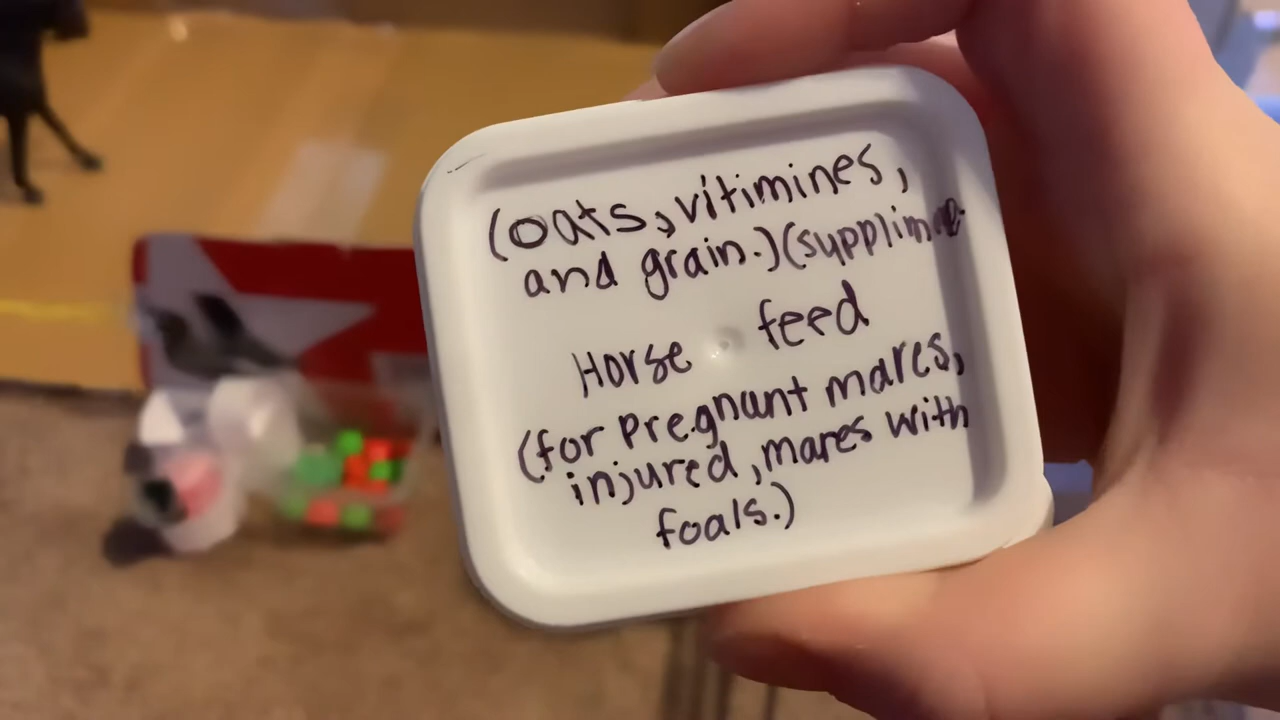 (oats, vitimines,
and grain.)
Horse feed
(for pregnant mares,
injured, mares with
foals.)